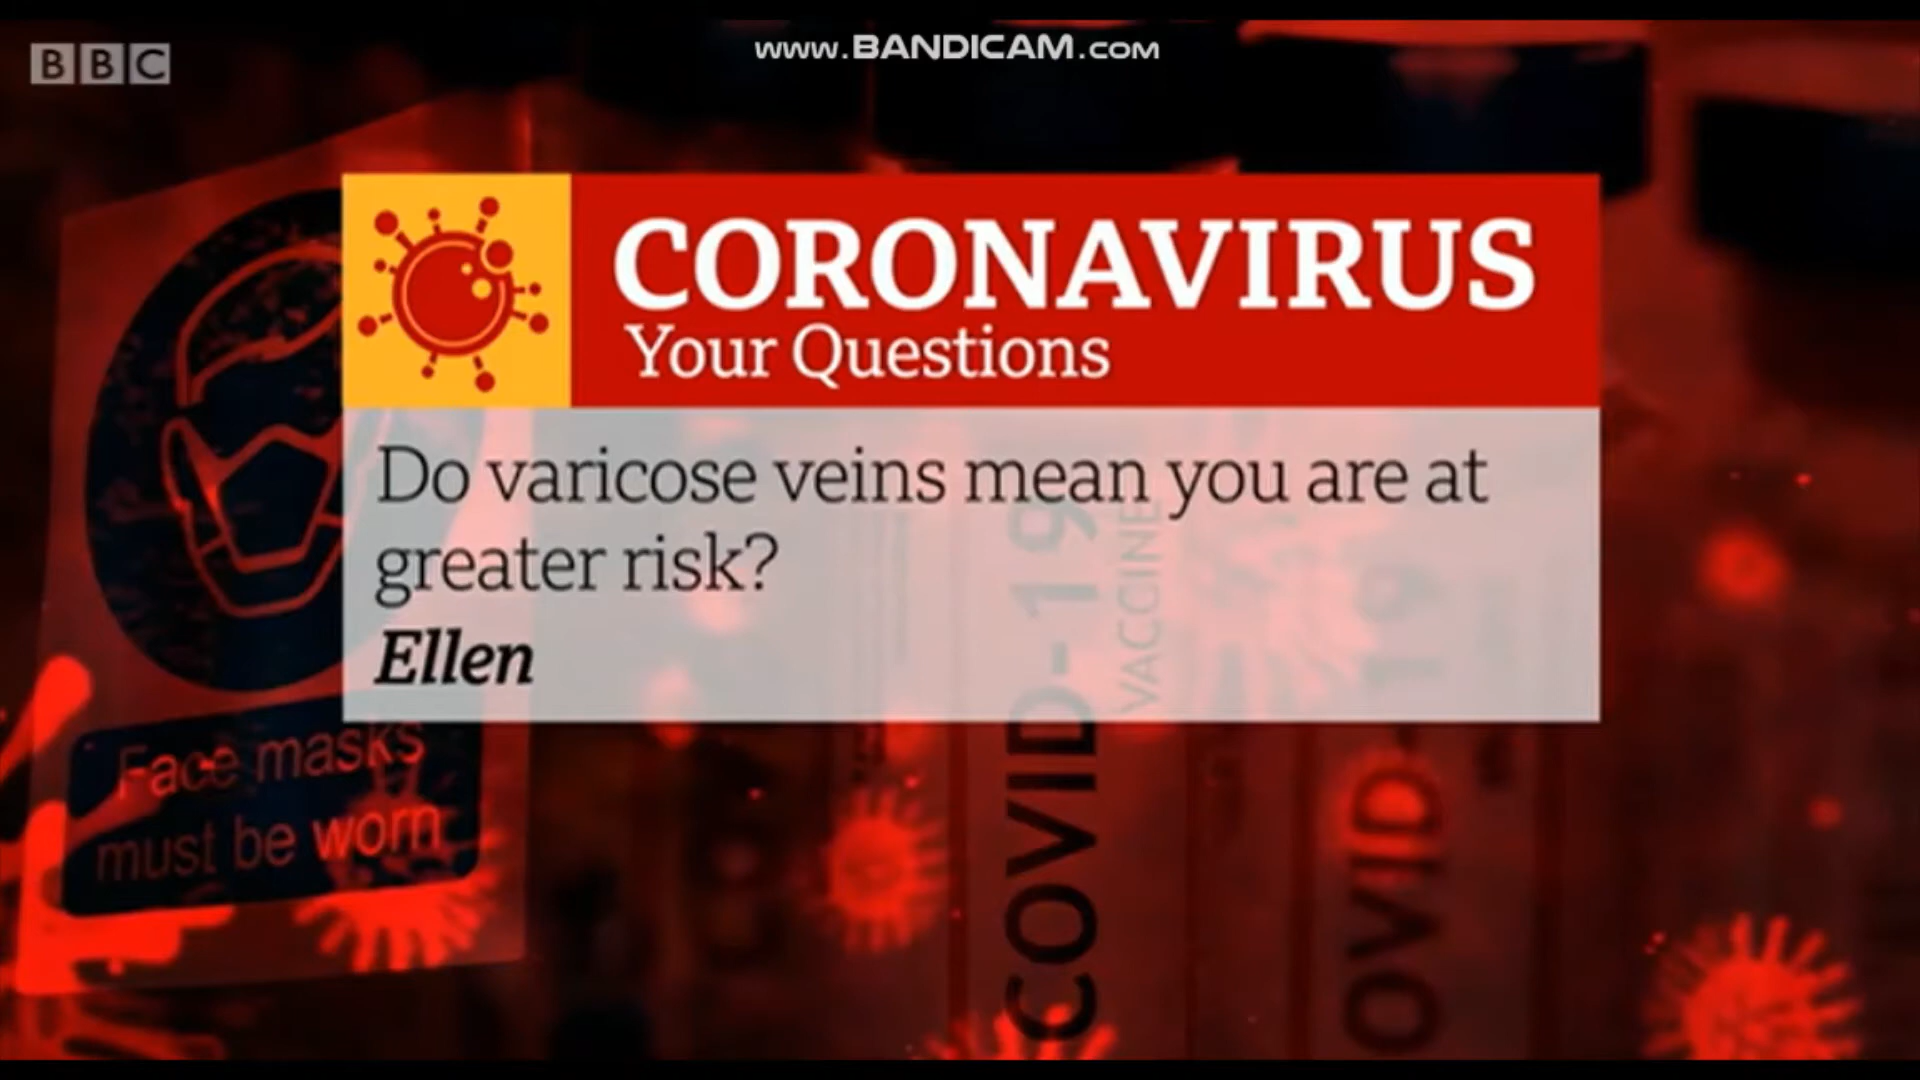 BBC
www.BANDICAM.com
CORONAVIRUS
Your Questions
Do varicose veins mean you are at
greater risk?
Ellen
Face masks
must be worn
COVID-19
VACCINE
OVID-19